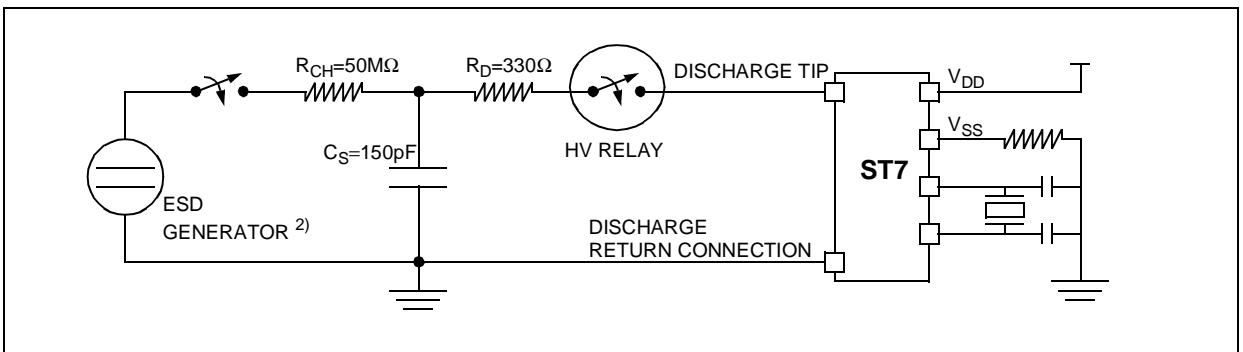 R_CH=50MΩ
R_D=330Ω
DISCHARGE TIP
V_DD
V_SS
C_S=150pF
HV RELAY
ST7
ESD
GENERATOR 2)
DISCHARGE
RETURN CONNECTION